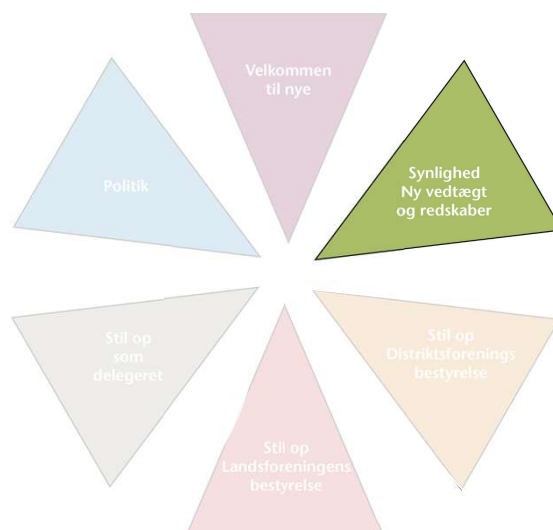 Velkommen
til nye
Synlighed
Ny vedtægt
og redskaber
Stil op
Distriktsforenings
bestyrelse
Stil op
Landsforeningens
bestyrelse
Stil op
som
delegeret
Politik